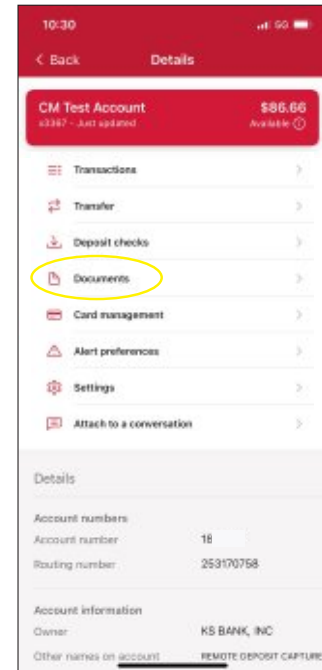 10:30
5G
Back Details
CM Test Account $86.66
x3367 - Just updated Available
Transactions
Transfer
Deposit checks
Documents
Card management
Alert preferences
Settings
Attach to a conversation
Details
Account numbers
Account number 18
Routing number 253170758
Account information
Owner KS BANK, INC
Other names on account REMOTE DEPOSIT CAPTURE